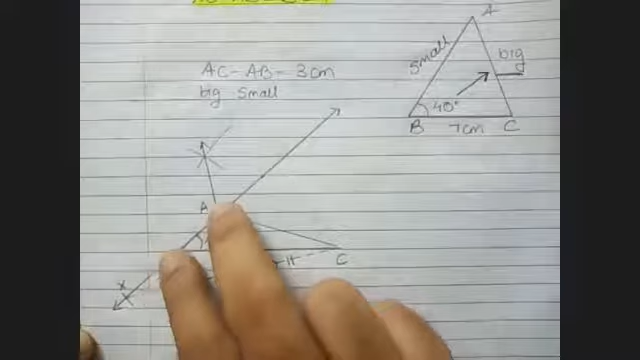 AC - AB - 3cm
big small
A
small
big
40°
B 7cm C
A
C
X